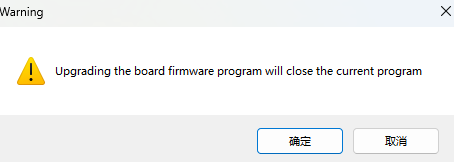 Warning
Upgrading the board firmware program will close the current program
确定
取消